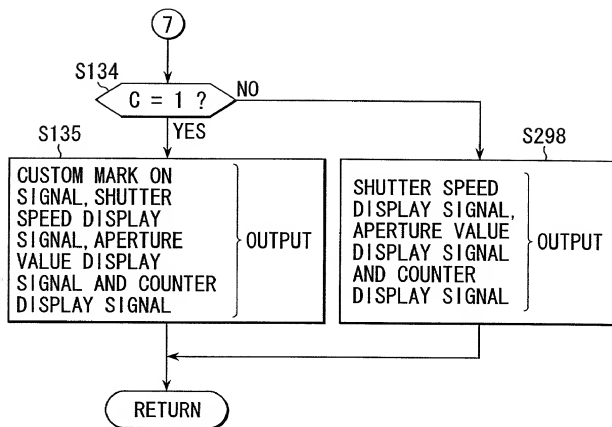 7
S134
C = 1 ?
NO
YES
S135
CUSTOM MARK ON
SIGNAL, SHUTTER
SPEED DISPLAY
SIGNAL, APERTURE
VALUE DISPLAY
SIGNAL AND COUNTER
DISPLAY SIGNAL
OUTPUT
S298
SHUTTER SPEED
DISPLAY SIGNAL,
APERTURE VALUE
DISPLAY SIGNAL
AND COUNTER
DISPLAY SIGNAL
OUTPUT
RETURN